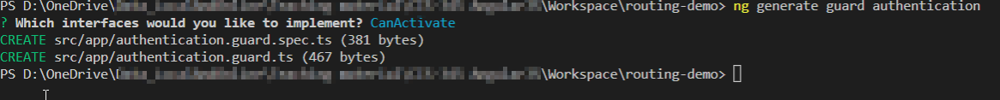 PS D:\OneDrive\ \Workspace\routing-demo> ng generate guard authentication
? Which interfaces would you like to implement? CanActivate
CREATE src/app/authentication.guard.spec.ts (381 bytes)
CREATE src/app/authentication.guard.ts (467 bytes)
PS D:\OneDrive\ \Workspace\routing-demo>